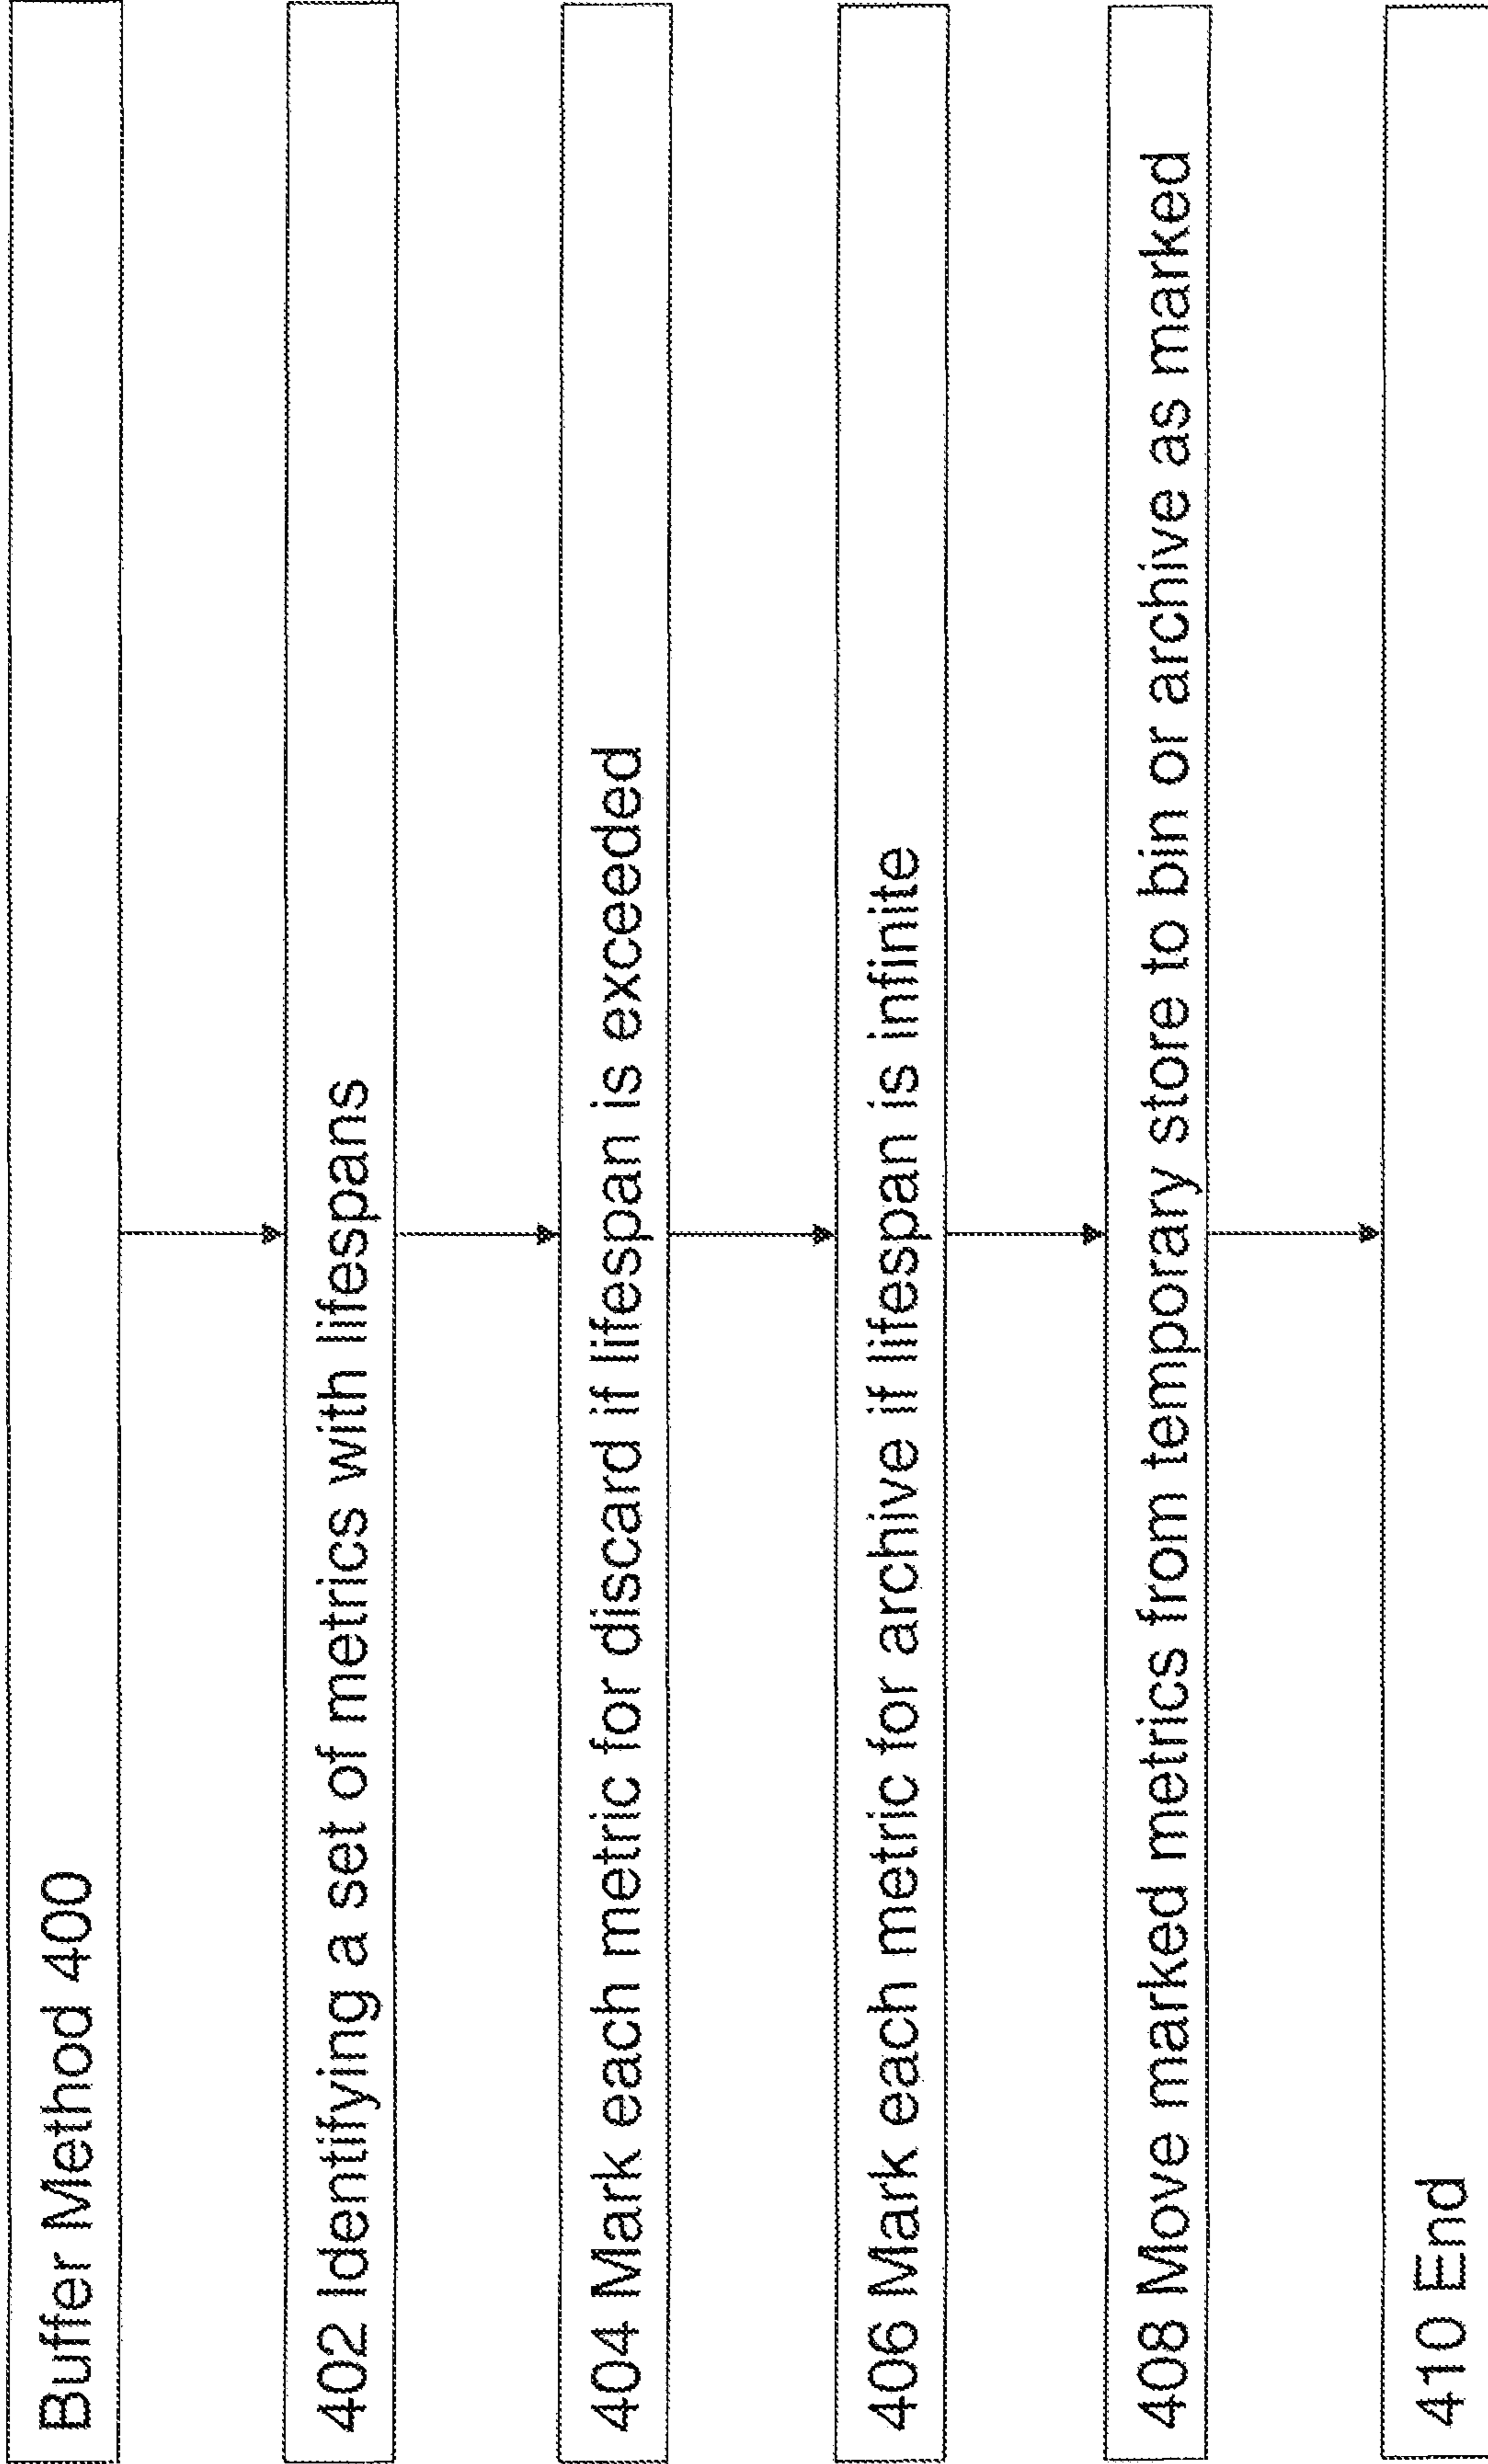 Buffer Method 400
402 Identifying a set of metrics with lifespans
404 Mark each metric for discard if lifespan is exceeded
406 Mark each metric for archive if lifespan is infinite
408 Move marked metrics from temporary store to bin or archive as marked
410 End